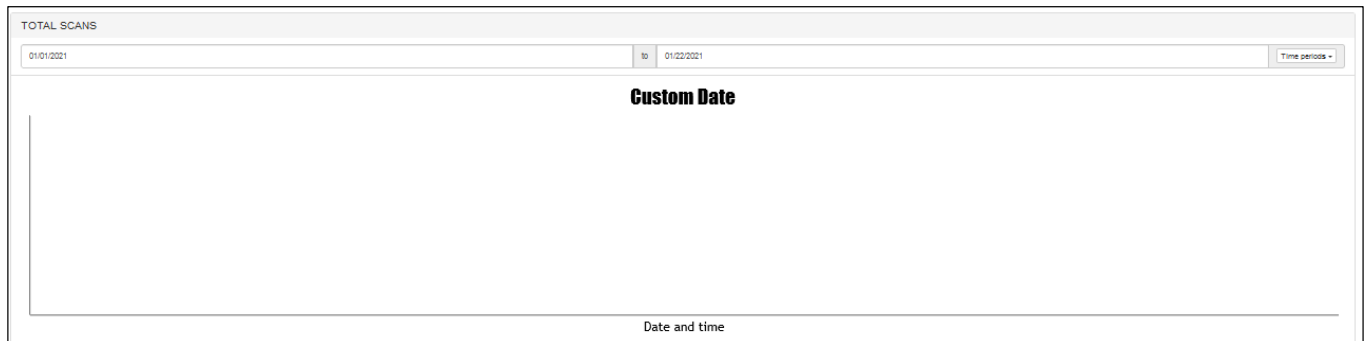 TOTAL SCANS
01/01/2021 to 01/22/2021 Time periods
Custom Date
Date and time